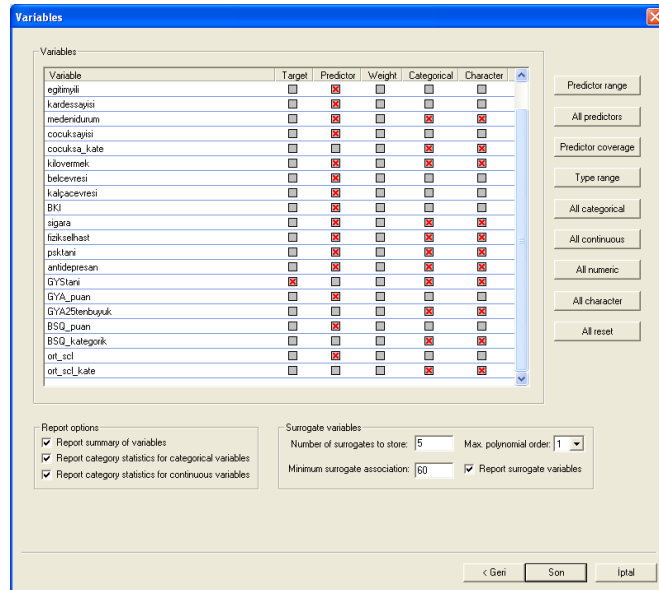 Variables
Variables
Variable Target Predictor Weight Categorical Character
egitimyili
kardessayisi
medenidurum
cocuksayisi
cocuksa_kate
kilovermek
belcevresi
kalçacevresi
BKI
sigara
fizikselhast
psktani
antidepresan
GYStani
GYA_puan
GYA25tenbuyuk
BSQ_puan
BSQ_kategorik
ort_scl
ort_scl_kate
Predictor range
All predictors
Predictor coverage
Type range
All categorical
All continuous
All numeric
All character
All reset
Report options
Report summary of variables
Report category statistics for categorical variables
Report category statistics for continuous variables
Surrogate variables
Number of surrogates to store: 5 Max. polynomial order: 1
Minimum surrogate association: 60 Report surrogate variables
< Geri Son İptal